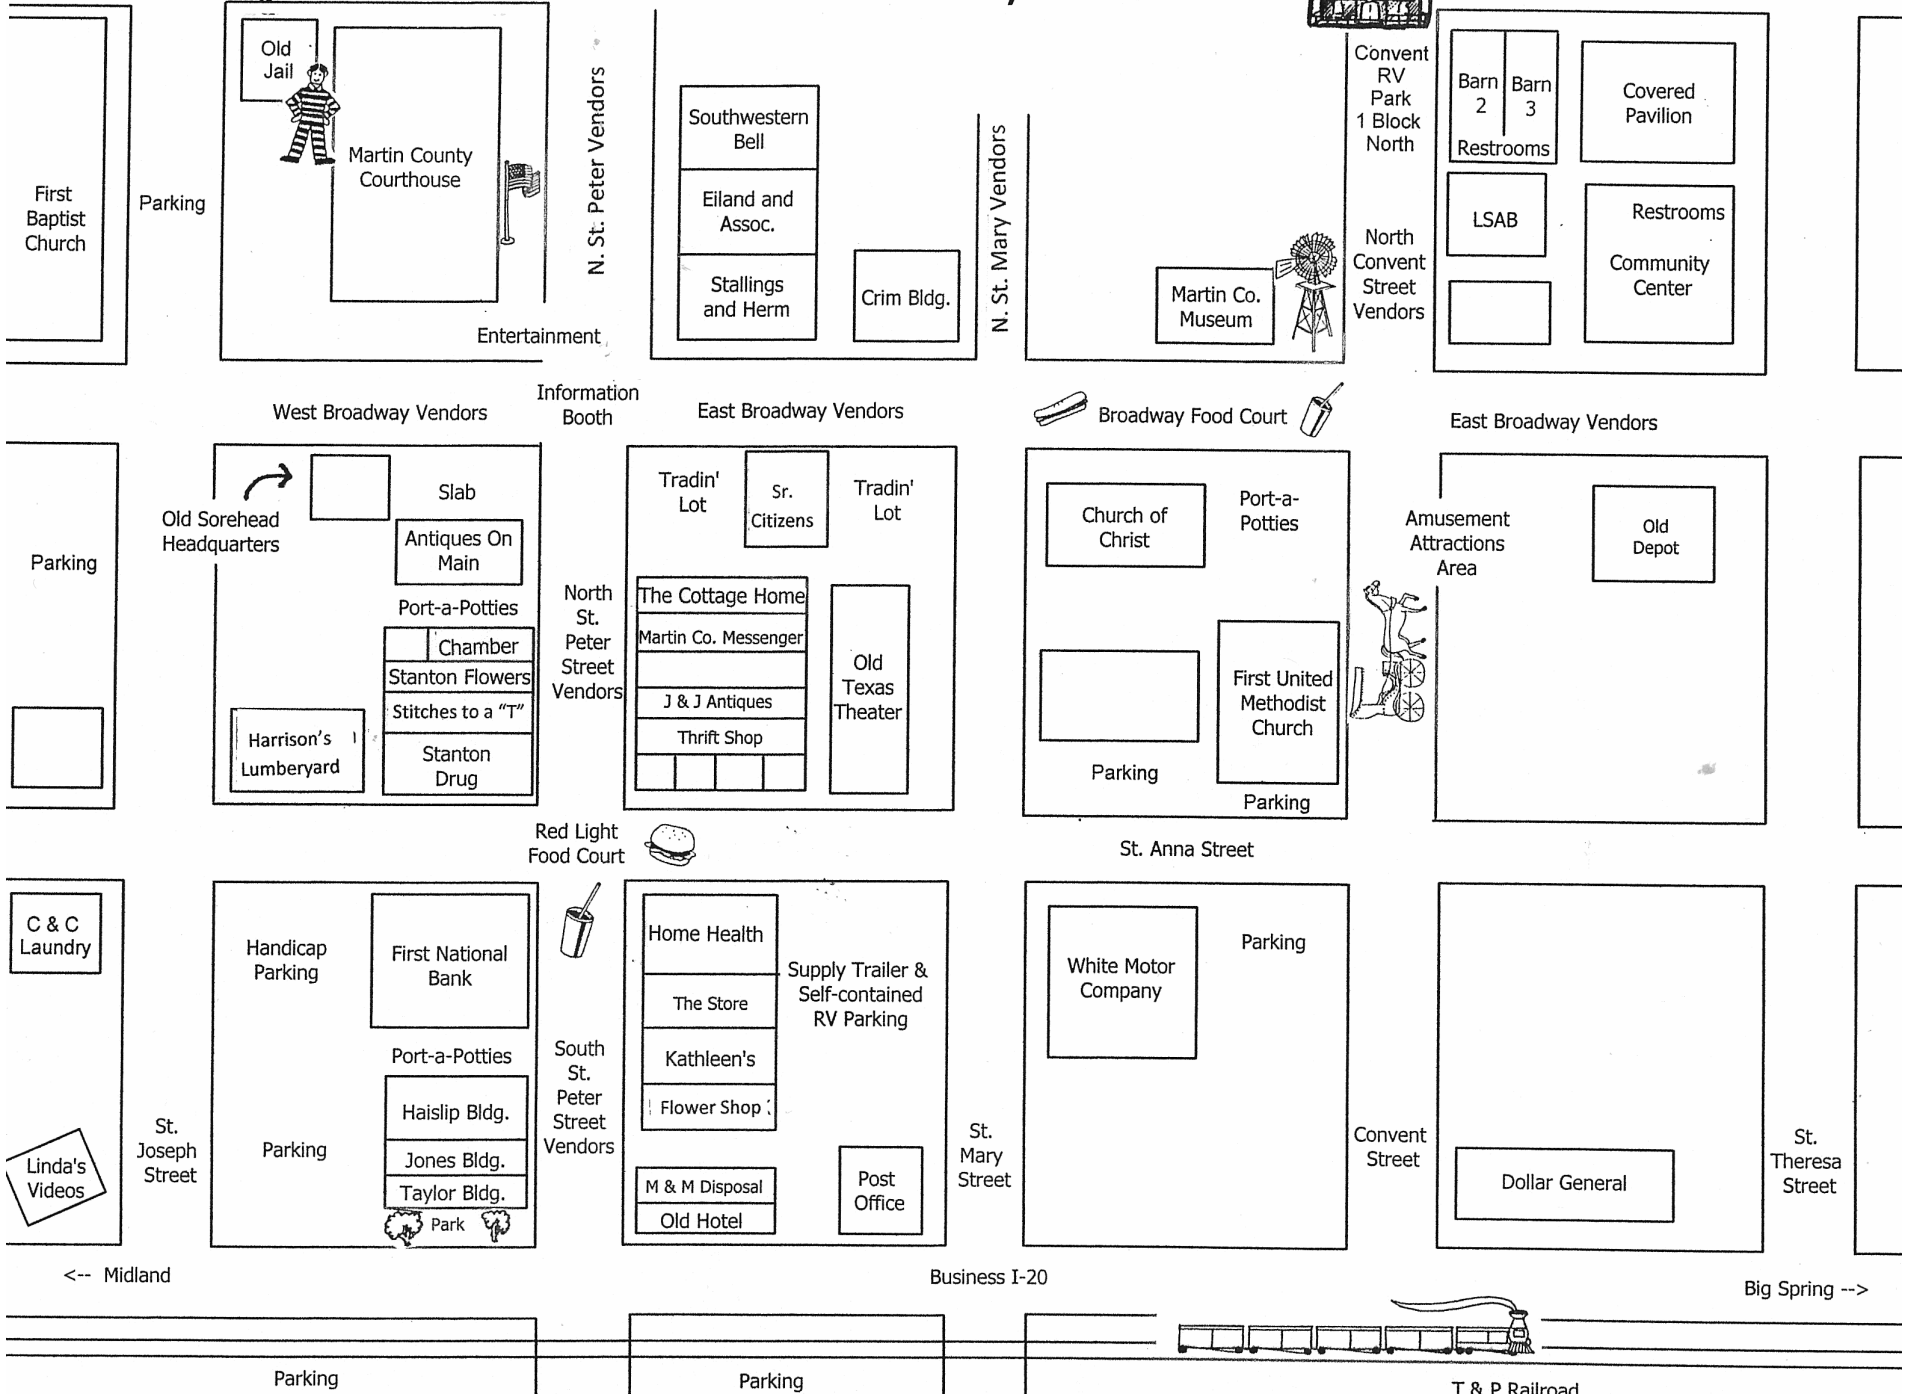 Old
Jail
Martin County
Courthouse
First
Baptist
Church
Parking
N. St. Peter Vendors
Southwestern
Bell
Eiland and
Assoc.
Stallings
and Herm
Crim Bldg.
N. St. Mary Vendors
Martin Co.
Museum
Convent
RV
Park
1 Block
North
North
Convent
Street
Vendors
Barn
2
Barn
3
Restrooms
Covered
Pavilion
LSAB
Restrooms
Community
Center
Entertainment
West Broadway Vendors
Information
Booth
East Broadway Vendors
Broadway Food Court
East Broadway Vendors
Parking
Old Sorehead
Headquarters
Slab
Antiques On
Main
Port-a-Potties
Chamber
Stanton Flowers
Stitches to a “T”
Stanton
Drug
Harrison’s
Lumberyard
North
St.
Peter
Street
Vendors
Tradin'
Lot
Sr.
Citizens
Tradin'
Lot
The Cottage Home
Martin Co. Messenger
J & J Antiques
Thrift Shop
Old
Texas
Theater
Church of
Christ
Port-a-
Potties
First United
Methodist
Church
Parking
Parking
Amusement
Attractions
Area
Old
Depot
Red Light
Food Court
St. Anna Street
C & C
Laundry
Linda's
Videos
St.
Joseph
Street
Handicap
Parking
First National
Bank
Port-a-Potties
Parking
Haislip Bldg.
Jones Bldg.
Taylor Bldg.
Park
South
St.
Peter
Street
Vendors
Home Health
The Store
Kathleen's
Flower Shop
Supply Trailer &
Self-contained
RV Parking
M & M Disposal
Old Hotel
Post
Office
St.
Mary
Street
White Motor
Company
Parking
Convent
Street
Dollar General
St.
Theresa
Street
<-- Midland
Business I-20
Big Spring -->
Parking
Parking
T & P Railroad